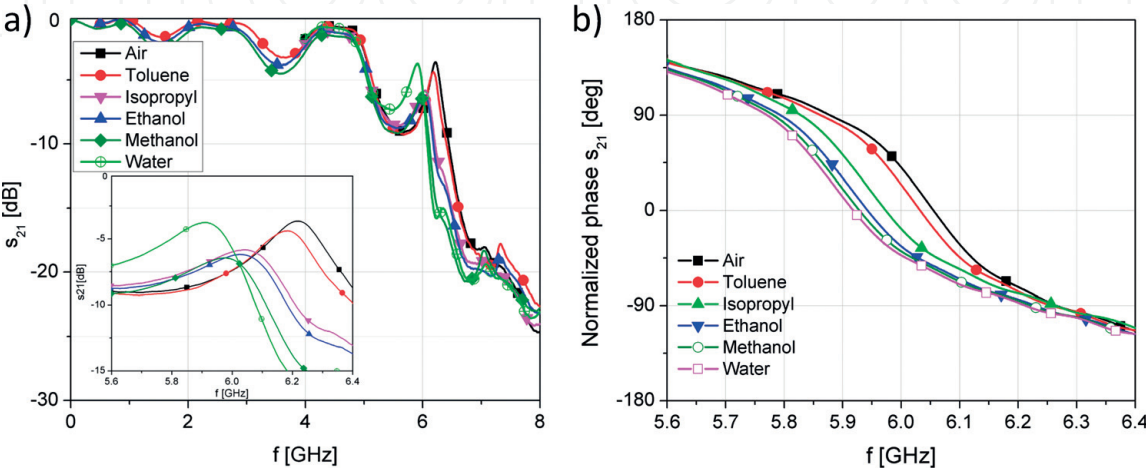 a)
s21 [dB]
0
-10
-20
-30
Air
Toluene
Isopropyl
Ethanol
Methanol
Water
s21[dB]
0
-5
-10
-15
5.6 5.8 6.0 6.2 6.4
f [GHz]
0 2 4 6 8
f [GHz]
b)
Normalized phase s21 [deg]
180
90
0
-90
-180
Air
Toluene
Isopropyl
Ethanol
Methanol
Water
5.6 5.7 5.8 5.9 6.0 6.1 6.2 6.3 6.4
f [GHz]